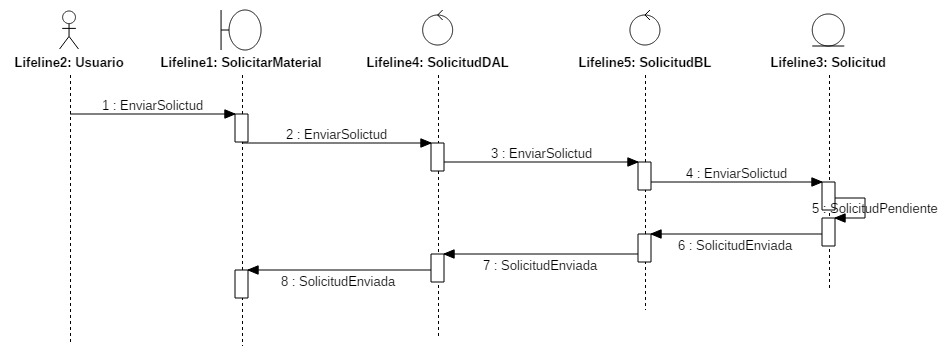 Lifeline2: Usuario
Lifeline1: SolicitarMaterial
Lifeline4: SolicitudDAL
Lifeline5: SolicitudBL
Lifeline3: Solicitud
1 : EnviarSolictud
2 : EnviarSolictud
3 : EnviarSolictud
4 : EnviarSolictud
5 : SolicitudPendiente
6 : SolicitudEnviada
7 : SolicitudEnviada
8 : SolicitudEnviada